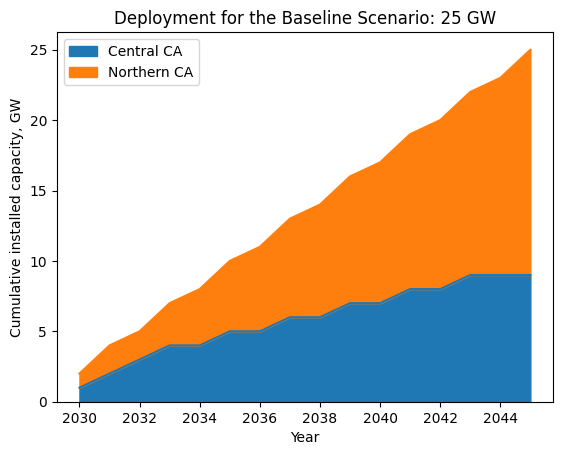 Deployment for the Baseline Scenario: 25 GW
Central CA
Northern CA
Cumulative installed capacity, GW
25
20
15
10
5
0
2030 2032 2034 2036 2038 2040 2042 2044
Year